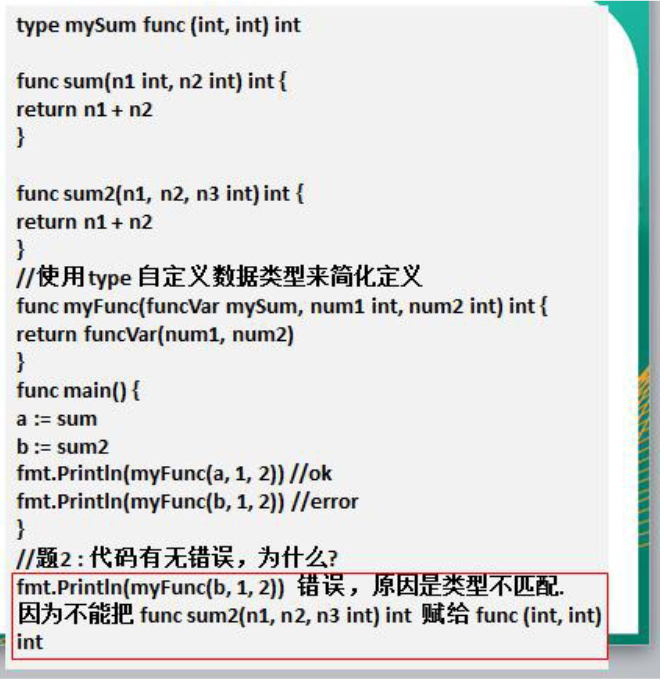 type mySum func (int, int) int
func sum(n1 int, n2 int) int {
return n1 + n2
}
func sum2(n1, n2, n3 int) int {
return n1 + n2
}
//使用 type 自定义数据类型来简化定义
func myFunc(funcVar mySum, num1 int, num2 int) int {
return funcVar(num1, num2)
}
func main() {
a := sum
b := sum2
fmt.Println(myFunc(a, 1, 2)) //ok
fmt.Println(myFunc(b, 1, 2)) //error
}
//题2 : 代码有无错误，为什么?
fmt.Println(myFunc(b, 1, 2)) 错误，原因是类型不匹配.
因为不能把 func sum2(n1, n2, n3 int) int 赋给 func (int, int)
int